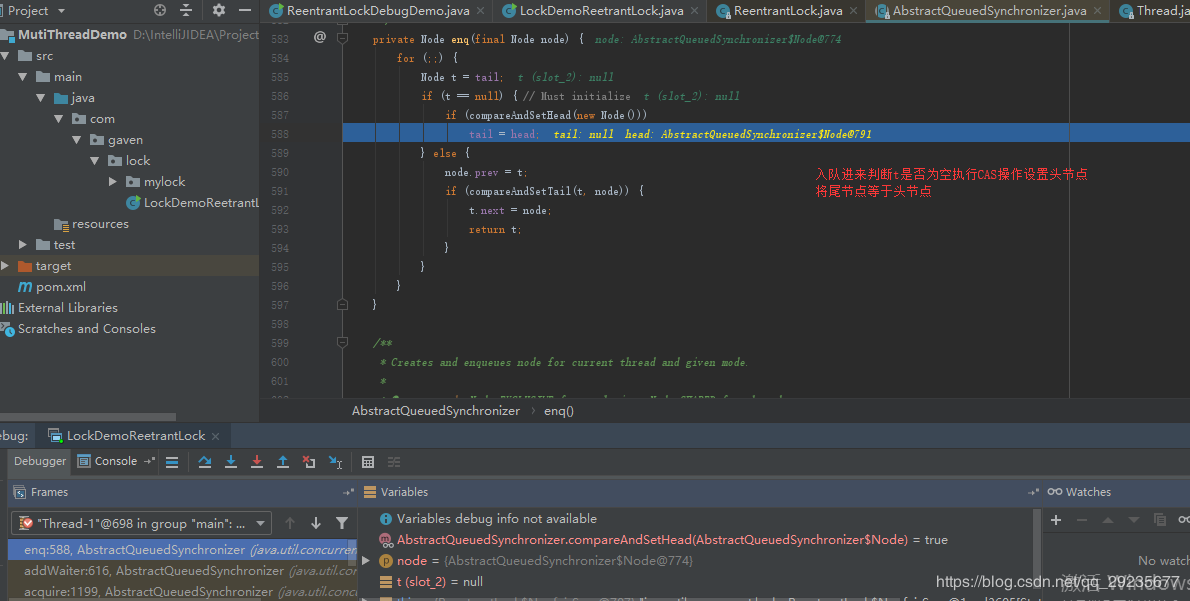 Project
ReentrantLockDebugDemo.java
LockDemoReetrantLock.java
ReentrantLock.java
AbstractQueuedSynchronizer.java
Thread.ja
MutiThreadDemo D:\IntelliJIDEA\Project
src
main
java
com
gaven
lock
mylock
LockDemoReetrantL
resources
test
target
pom.xml
External Libraries
Scratches and Consoles
583 @ private Node enq(final Node node) { node: AbstractQueuedSynchronizer$Node@774
584 for (;;) {
585 Node t = tail; t (slot_2): null
586 if (t == null) { // Must initialize t (slot_2): null
587 if (compareAndSetHead(new Node()))
588 tail = head; tail: null head: AbstractQueuedSynchronizer$Node@791
589 } else {
590 node.prev = t;
591 if (compareAndSetTail(t, node)) {
592 t.next = node;
593 return t;
594 }
595 }
596 }
597 }
598
599 /**
600 * Creates and enqueues node for current thread and given mode.
601 *
入队进来判断t是否为空执行CAS操作设置头节点
将尾节点等于头节点
AbstractQueuedSynchronizer › enq()
ebug: LockDemoReetrantLock
Debugger Console
Frames
Variables
Watches
"Thread-1"@698 in group "main": ...
enq:588, AbstractQueuedSynchronizer (java.util.concurren
addWaiter:616, AbstractQueuedSynchronizer (java.util.cor
acquire:1199, AbstractQueuedSynchronizer (java.util.conc
Variables debug info not available
AbstractQueuedSynchronizer.compareAndSetHead(AbstractQueuedSynchronizer$Node) = true
node = {AbstractQueuedSynchronizer$Node@774}
t (slot_2) = null
No watch
激活 Windows
https://blog.csdn.net/qq_29235677